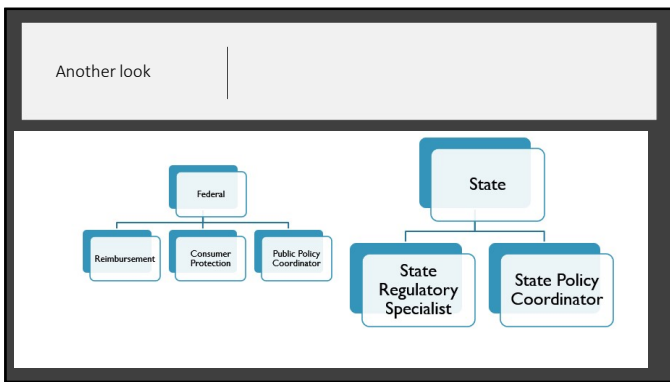 Another look
Federal
Reimbursement
Consumer
Protection
Public Policy
Coordinator
State
State
Regulatory
Specialist
State Policy
Coordinator